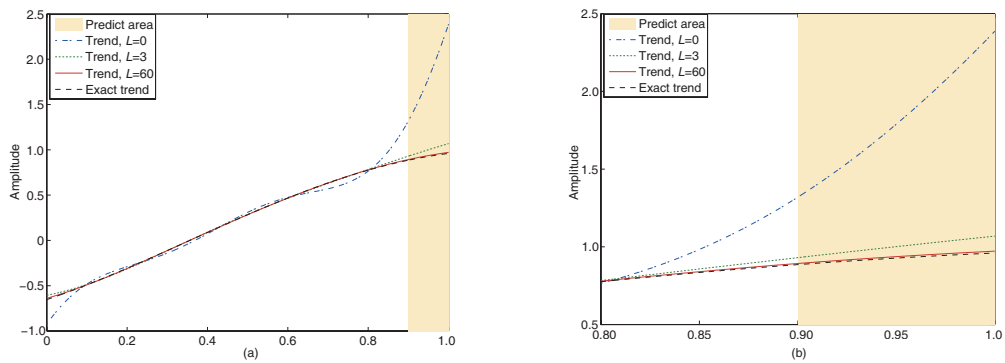 2.5
2.0
1.5
1.0
0.5
0
−0.5
−1.0
Amplitude
Predict area
Trend, L=0
Trend, L=3
Trend, L=60
Exact trend
0
0.2
0.4
0.6
0.8
1.0
(a)
2.5
2.0
1.5
1.0
0.5
Amplitude
Predict area
Trend, L=0
Trend, L=3
Trend, L=60
Exact trend
0.80
0.85
0.90
0.95
1.0
(b)